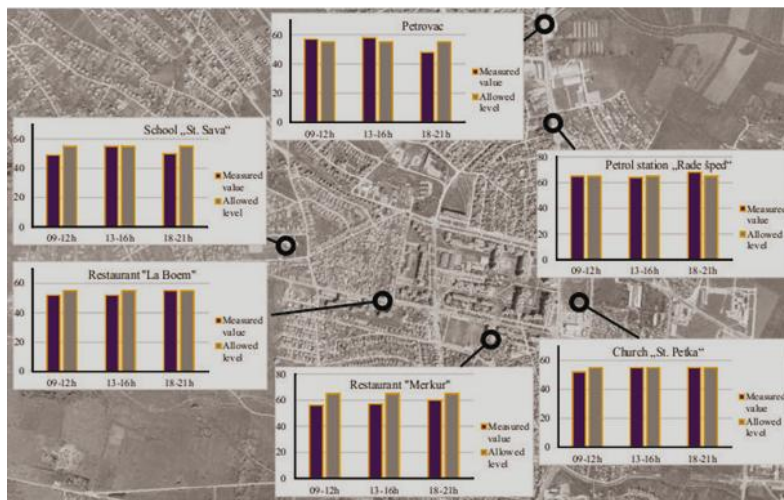 Petrovac
60
40
20
0
09-12h 13-16h 18-21h
Measured
value
Allowed
level
School „St. Sava“
60
40
20
0
09-12h 13-16h 18-21h
Measured
value
Allowed
level
Petrol station „Rade šped“
80
60
40
20
0
09-12h 13-16h 18-21h
Measured
value
Allowed
level
Restaurant "La Boem"
60
40
20
0
09-12h 13-16h 18-21h
Measured
value
Allowed
level
Restaurant "Merkur"
80
60
40
20
0
09-12h 13-16h 18-21h
Measured
value
Allowed
level
Church „St. Petka“
60
40
20
0
09-12h 13-16h 18-21h
Measured
value
Allowed
level